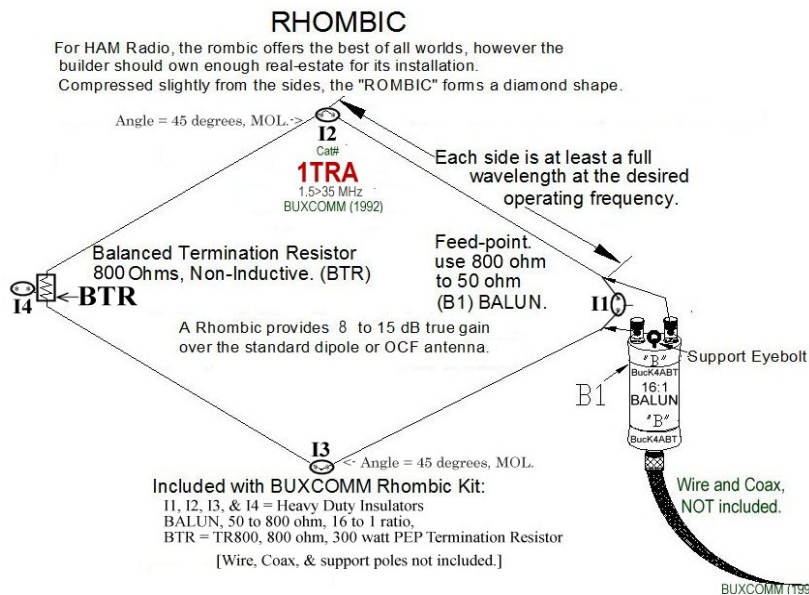 RHOMBIC
For HAM Radio, the rombic offers the best of all worlds, however the
builder should own enough real-estate for its installation.
Compressed slightly from the sides, the "ROMBIC" forms a diamond shape.
Angle = 45 degrees, MOL.->
I2
Cat#
1TRA
1.5>35 MHz
BUXCOMM (1992)
Each side is at least a full
wavelength at the desired
operating frequency.
Balanced Termination Resistor
800 Ohms, Non-Inductive. (BTR)
I4
BTR
Feed-point.
use 800 ohm
to 50 ohm
(B1) BALUN.
I1
A Rhombic provides 8 to 15 dB true gain
over the standard dipole or OCF antenna.
Support Eyebolt
B1
"B"
BucK4ABT
16:1
BALUN
"B"
BucK4ABT
I3
<- Angle = 45 degrees, MOL.
Included with BUXCOMM Rhombic Kit:
I1, I2, I3, & I4 = Heavy Duty Insulators
BALUN, 50 to 800 ohm, 16 to 1 ratio,
BTR = TR800, 800 ohm, 300 watt PEP Termination Resistor
[Wire, Coax, & support poles not included.]
Wire and Coax,
NOT included.
BUXCOMM (199